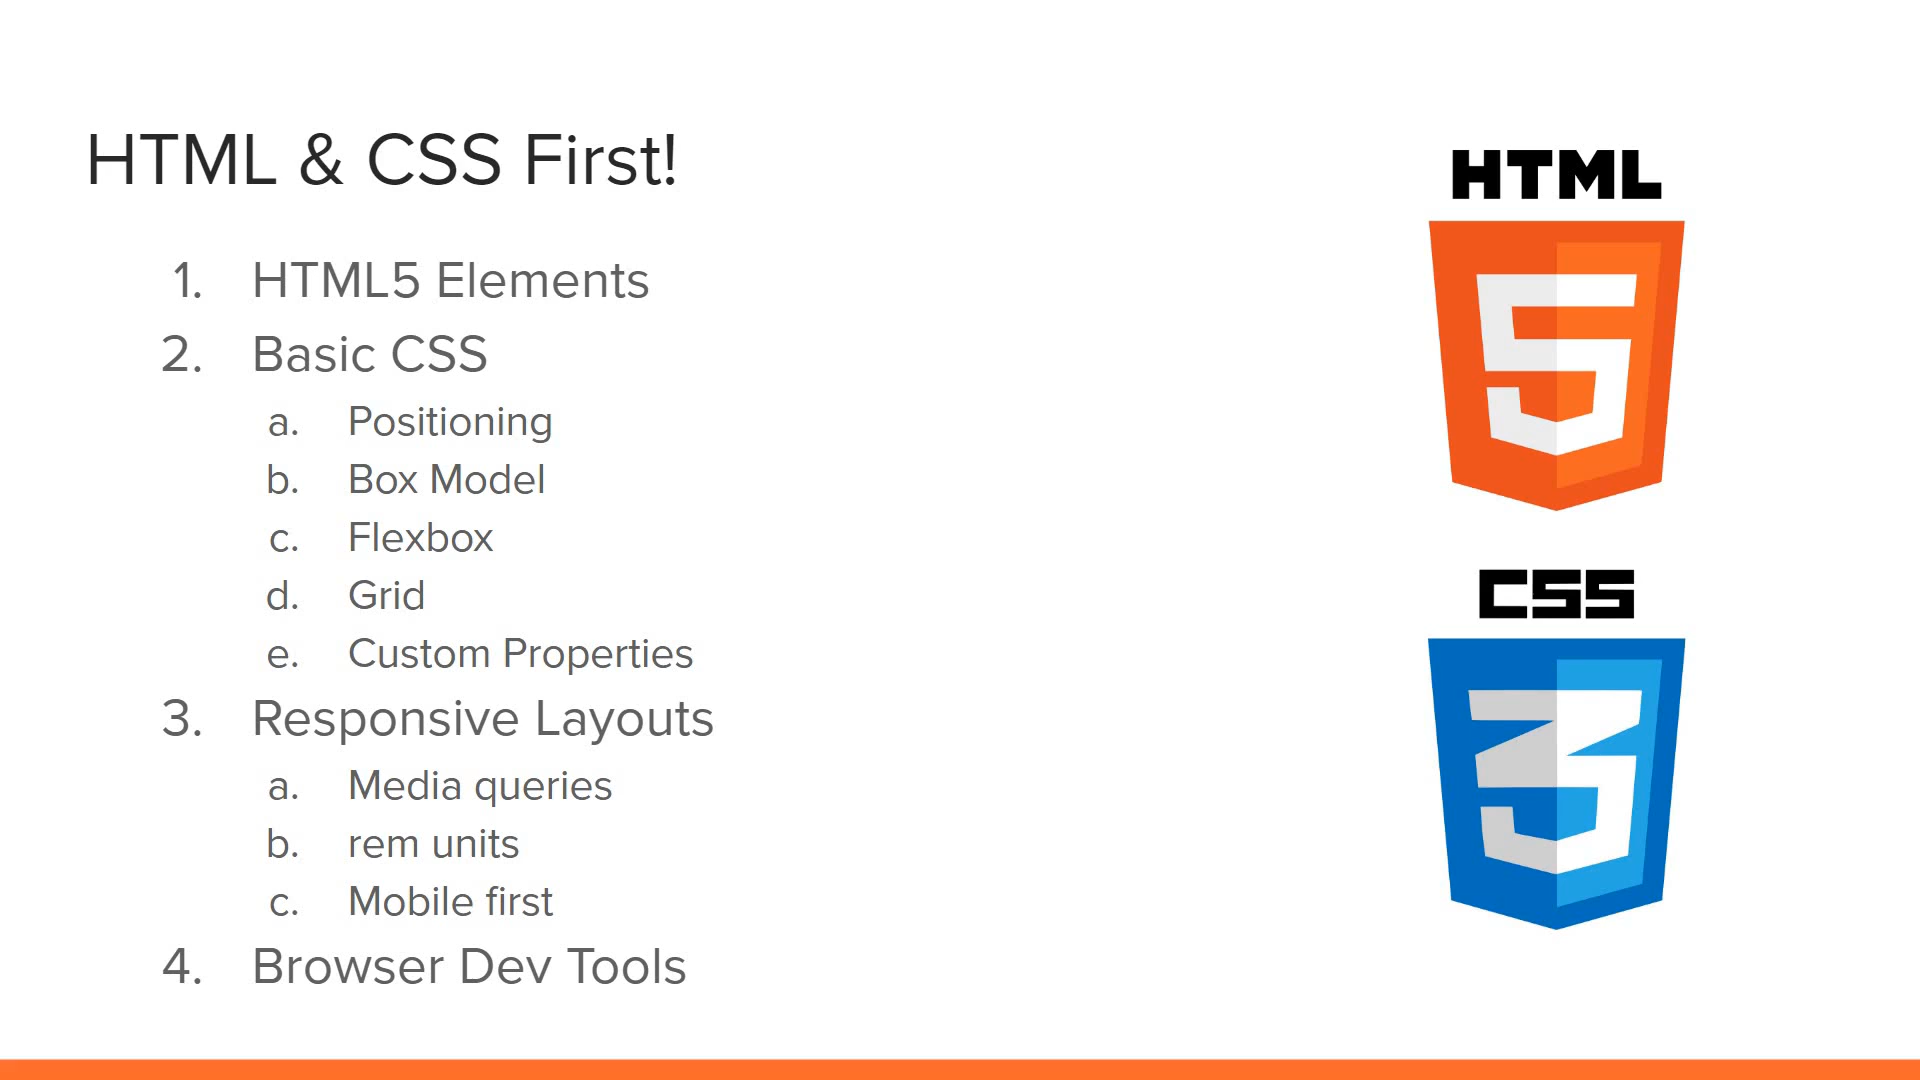 HTML & CSS First!
1. HTML5 Elements
2. Basic CSS
a. Positioning
b. Box Model
c. Flexbox
d. Grid
e. Custom Properties
3. Responsive Layouts
a. Media queries
b. rem units
c. Mobile first
4. Browser Dev Tools
HTML
5
CSS
3